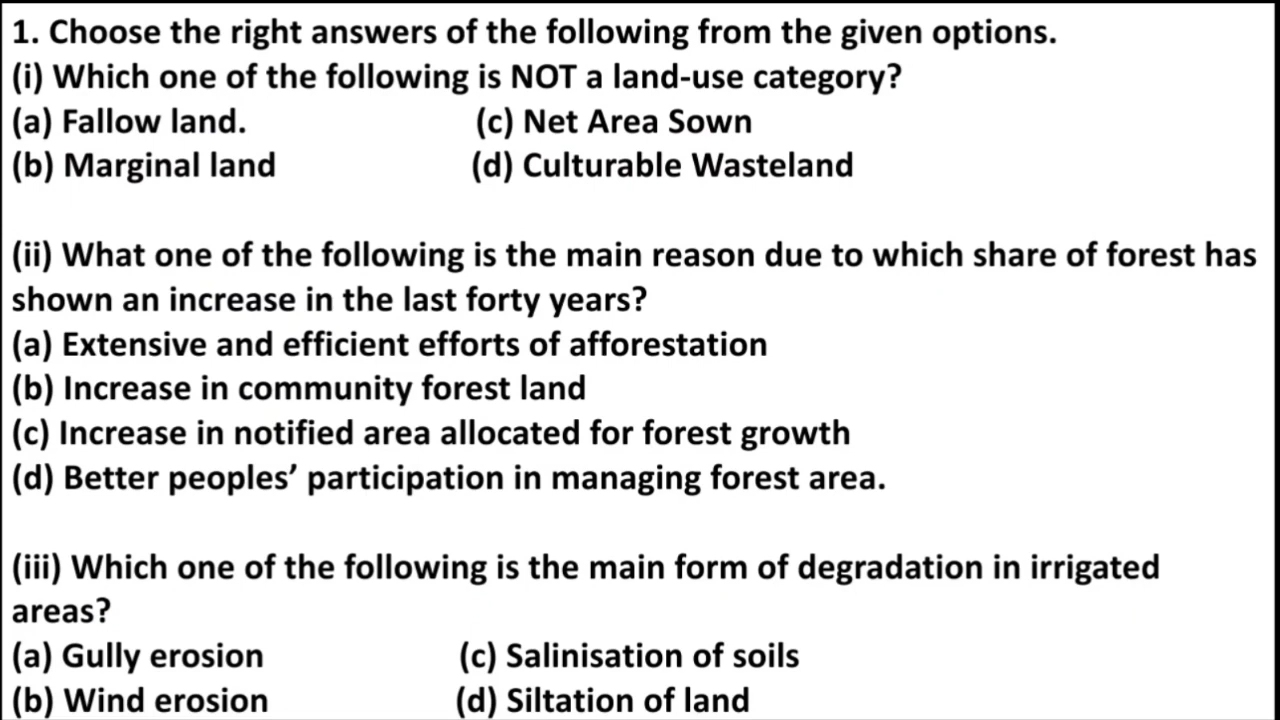 1. Choose the right answers of the following from the given options.
(i) Which one of the following is NOT a land-use category?
(a) Fallow land. (c) Net Area Sown
(b) Marginal land (d) Culturable Wasteland
(ii) What one of the following is the main reason due to which share of forest has
shown an increase in the last forty years?
(a) Extensive and efficient efforts of afforestation
(b) Increase in community forest land
(c) Increase in notified area allocated for forest growth
(d) Better peoples’ participation in managing forest area.
(iii) Which one of the following is the main form of degradation in irrigated
areas?
(a) Gully erosion (c) Salinisation of soils
(b) Wind erosion (d) Siltation of land